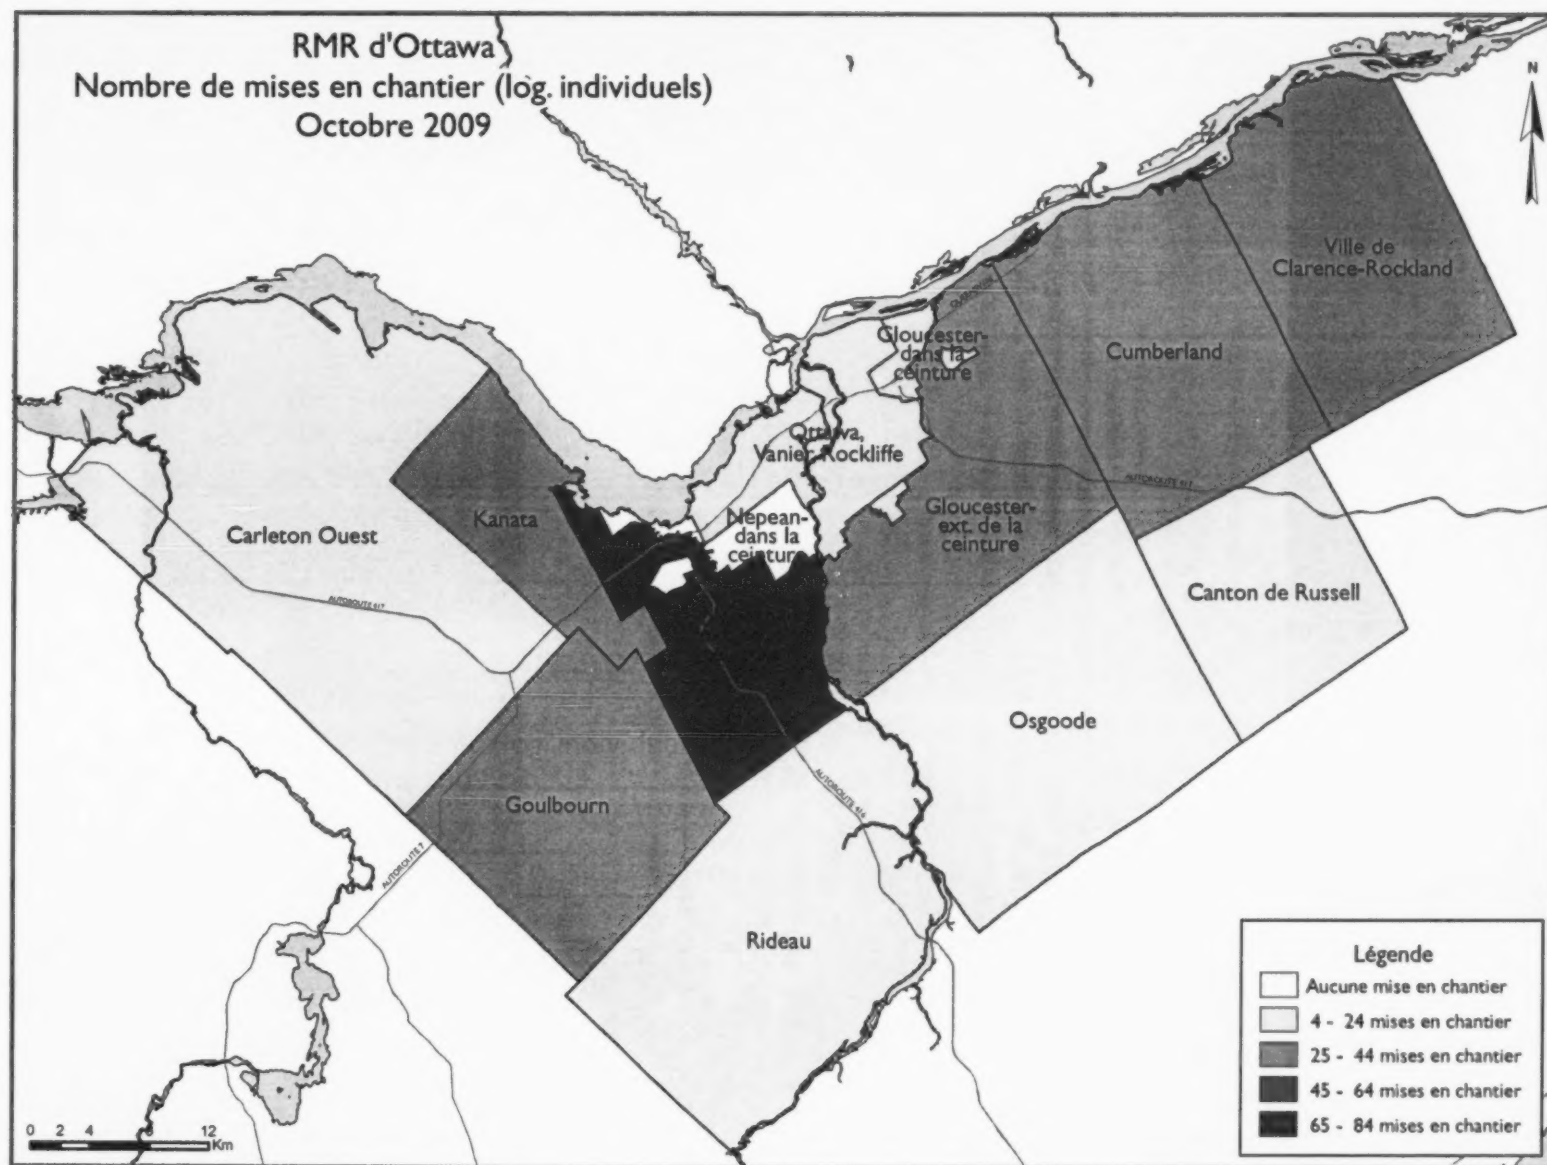 RMR d'Ottawa
Nombre de mises en chantier (log. individuels)
Octobre 2009
N
Ville de
Clarence-Rockland
Gloucester-
dans la
ceinture
Cumberland
Ottawa,
Vanier, Rockliffe
AUTOROUTE 417
Kanata
Nepean-
dans la
ceinture
Gloucester-
ext. de la
ceinture
Carleton Ouest
Canton de Russell
AUTOROUTE 417
Osgoode
Goulbourn
AUTOROUTE 416
AUTOROUTE 7
Rideau
Légende
Aucune mise en chantier
4 - 24 mises en chantier
25 - 44 mises en chantier
45 - 64 mises en chantier
65 - 84 mises en chantier
0 2 4 8 12
Km